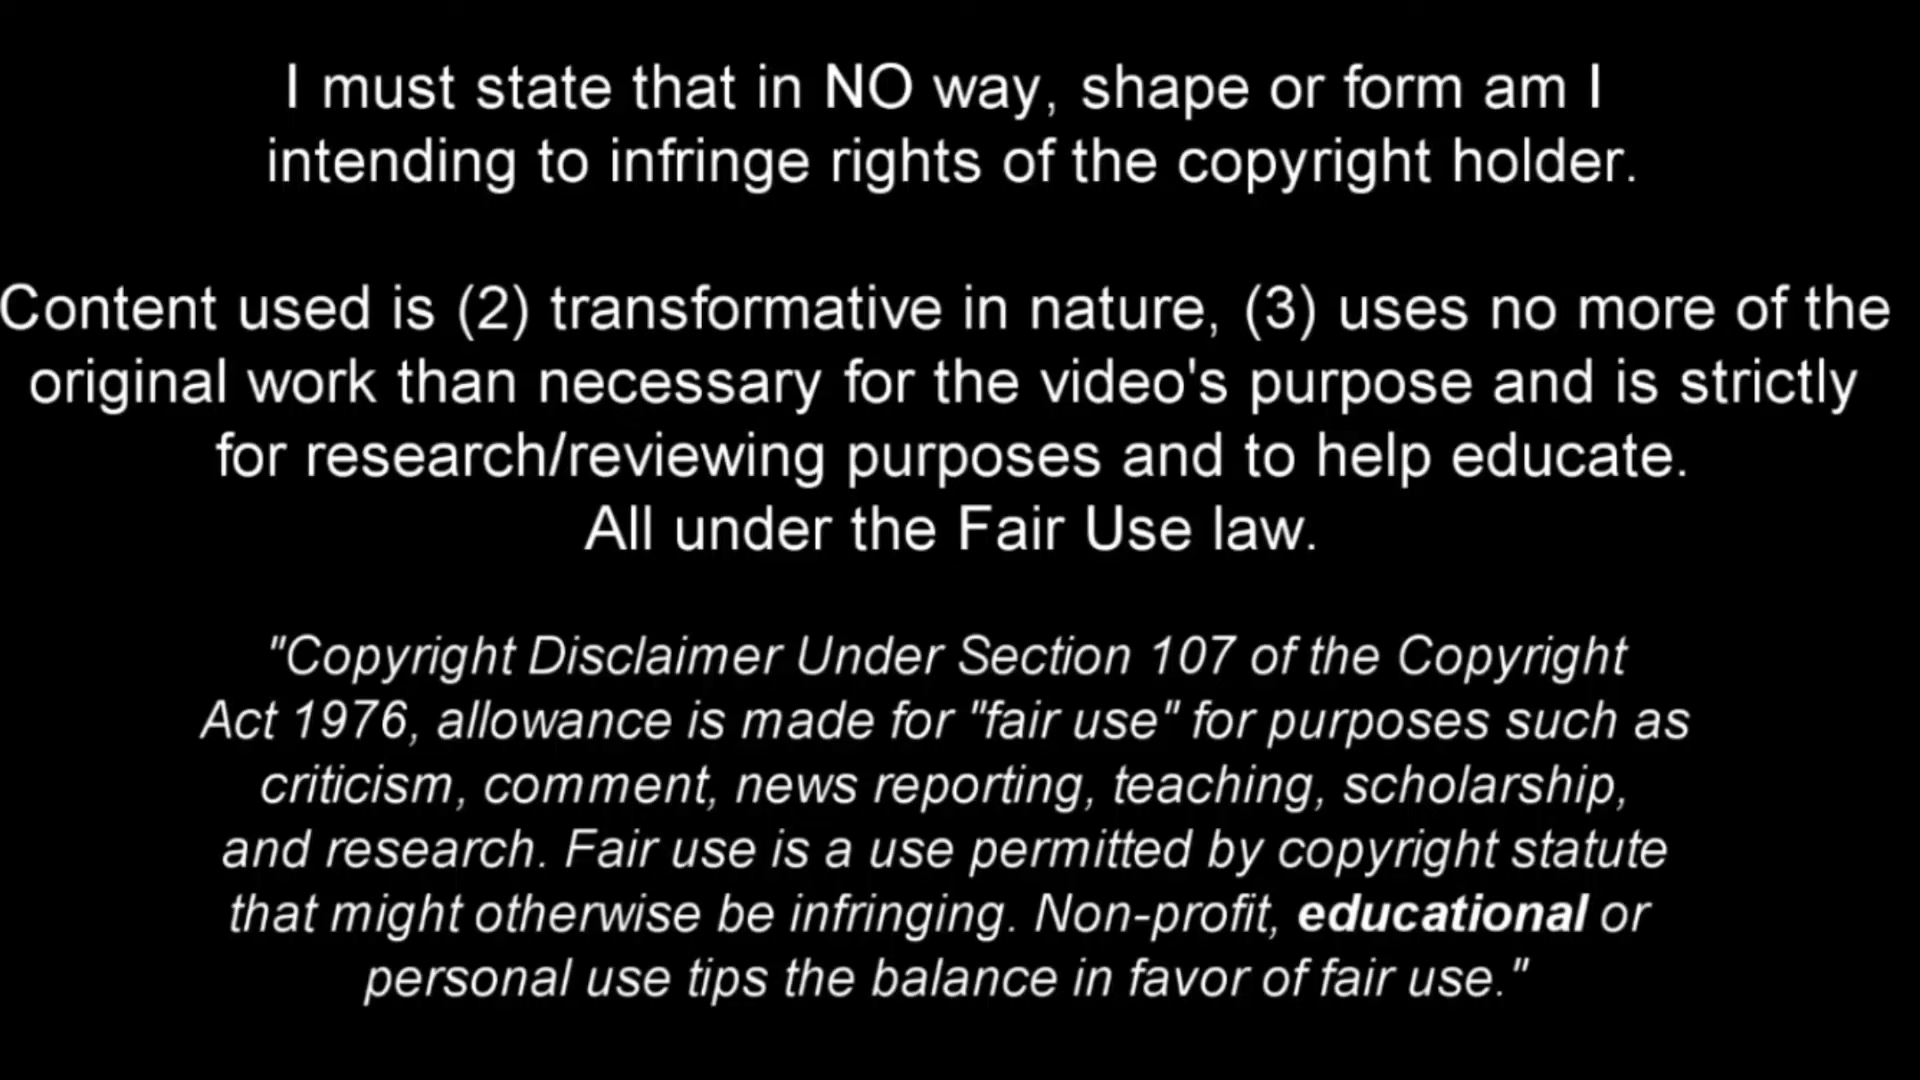 I must state that in NO way, shape or form am I
intending to infringe rights of the copyright holder.
Content used is (2) transformative in nature, (3) uses no more of the
original work than necessary for the video's purpose and is strictly
for research/reviewing purposes and to help educate.
All under the Fair Use law.
"Copyright Disclaimer Under Section 107 of the Copyright
Act 1976, allowance is made for "fair use" for purposes such as
criticism, comment, news reporting, teaching, scholarship,
and research. Fair use is a use permitted by copyright statute
that might otherwise be infringing. Non-profit, educational or
personal use tips the balance in favor of fair use."